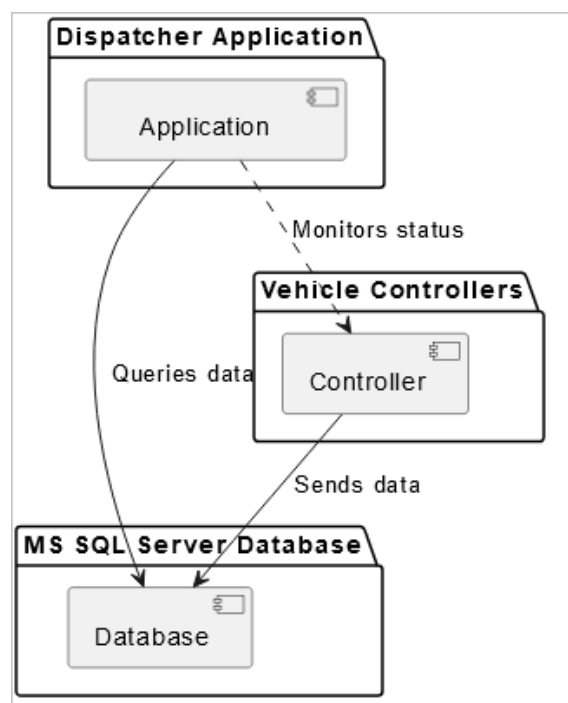 Dispatcher Application
Application
Monitors status
Vehicle Controllers
Queries data
Controller
Sends data
MS SQL Server Database
Database